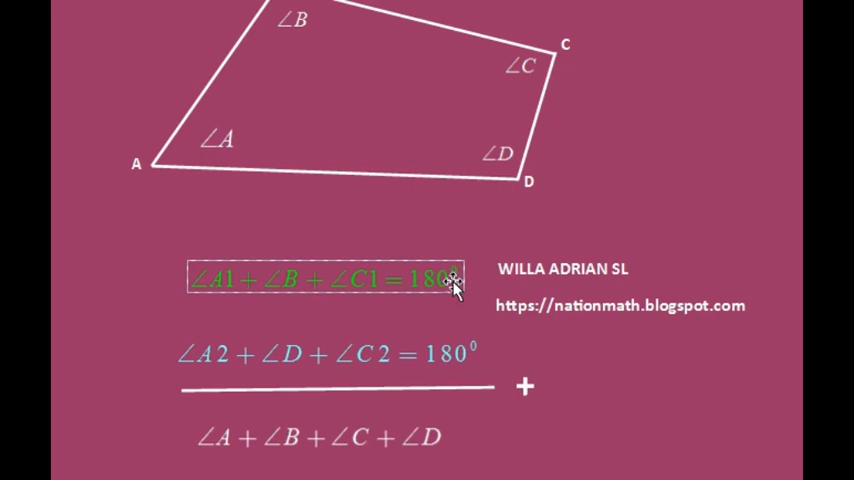 ∠B
C
∠C
∠A
∠D
A
D
∠A1 + ∠B + ∠C1 = 180⁰
WILLA ADRIAN SL
https://nationmath.blogspot.com
∠A2 + ∠D + ∠C2 = 180⁰
+
∠A + ∠B + ∠C + ∠D